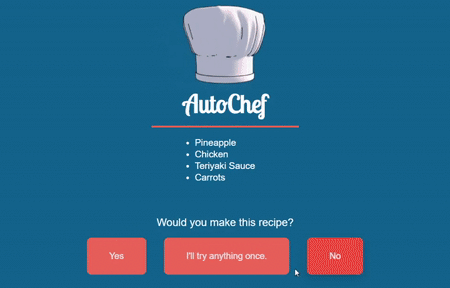 AutoChef
Pineapple
Chicken
Teriyaki Sauce
Carrots
Would you make this recipe?
Yes
I'll try anything once.
No